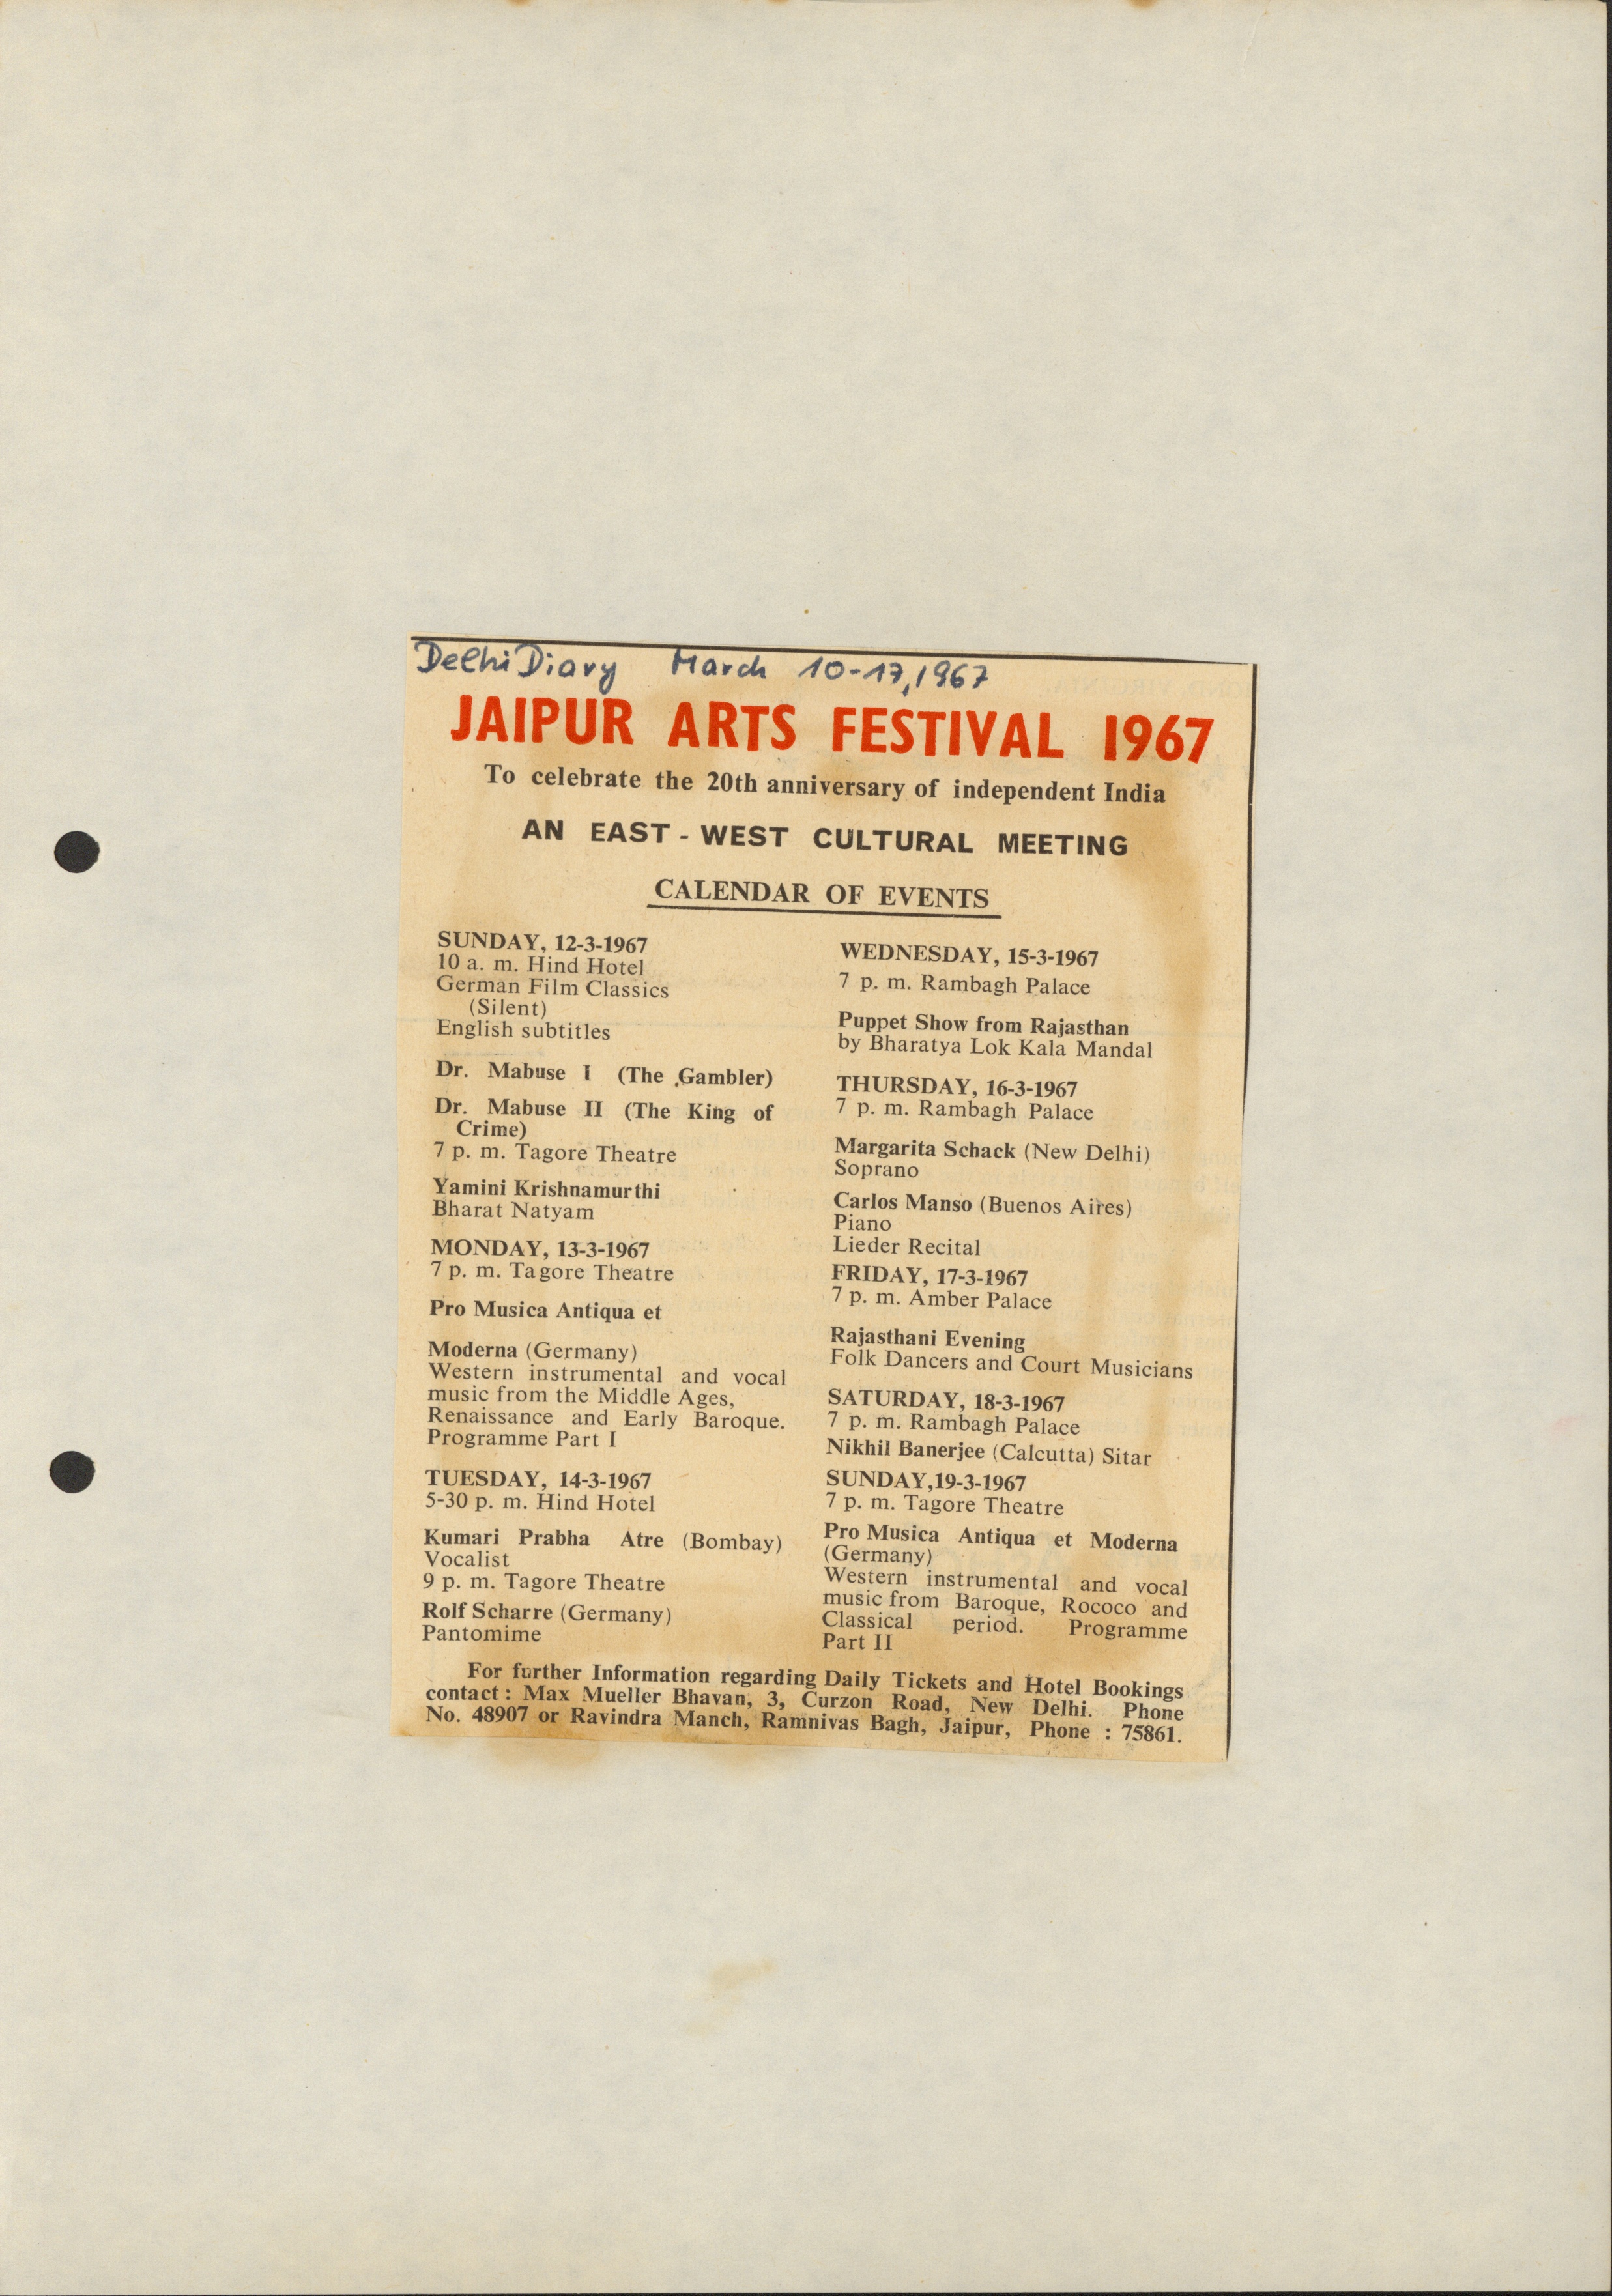 Delhi Diary March 10-17, 1967
JAIPUR ARTS FESTIVAL 1967
To celebrate the 20th anniversary of independent India
AN EAST - WEST CULTURAL MEETING
CALENDAR OF EVENTS
SUNDAY, 12-3-1967
10 a. m. Hind Hotel
German Film Classics
(Silent)
English subtitles
Dr. Mabuse I (The Gambler)
Dr. Mabuse II (The King of
Crime)
7 p. m. Tagore Theatre
Yamini Krishnamurthi
Bharat Natyam
MONDAY, 13-3-1967
7 p. m. Tagore Theatre
Pro Musica Antiqua et
Moderna (Germany)
Western instrumental and vocal
music from the Middle Ages,
Renaissance and Early Baroque.
Programme Part I
TUESDAY, 14-3-1967
5-30 p. m. Hind Hotel
Kumari Prabha Atre (Bombay)
Vocalist
9 p. m. Tagore Theatre
Rolf Scharre (Germany)
Pantomime
WEDNESDAY, 15-3-1967
7 p. m. Rambagh Palace
Puppet Show from Rajasthan
by Bharatya Lok Kala Mandal
THURSDAY, 16-3-1967
7 p. m. Rambagh Palace
Margarita Schack (New Delhi)
Soprano
Carlos Manso (Buenos Aires)
Piano
Lieder Recital
FRIDAY, 17-3-1967
7 p. m. Amber Palace
Rajasthani Evening
Folk Dancers and Court Musicians
SATURDAY, 18-3-1967
7 p. m. Rambagh Palace
Nikhil Banerjee (Calcutta) Sitar
SUNDAY,19-3-1967
7 p. m. Tagore Theatre
Pro Musica Antiqua et Moderna
(Germany)
Western instrumental and vocal
music from Baroque, Rococo and
Classical period. Programme
Part II
For further Information regarding Daily Tickets and Hotel Bookings
contact : Max Mueller Bhavan, 3, Curzon Road, New Delhi. Phone
No. 48907 or Ravindra Manch, Ramnivas Bagh, Jaipur, Phone : 75861.